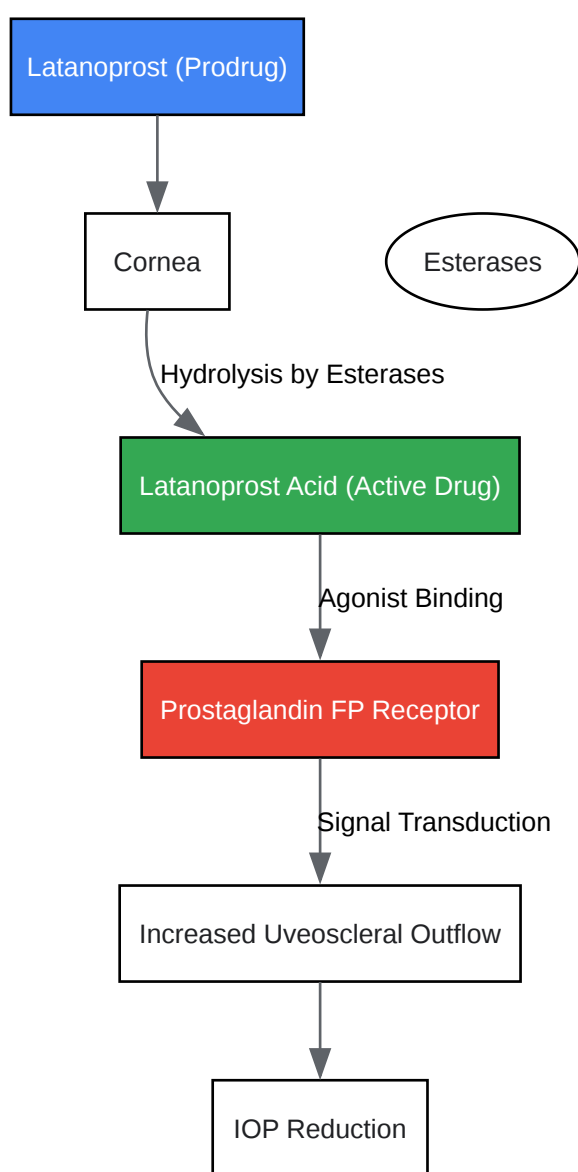 Latanoprost (Prodrug)
Cornea
Esterases
Hydrolysis by Esterases
Latanoprost Acid (Active Drug)
Agonist Binding
Prostaglandin FP Receptor
Signal Transduction
Increased Uveoscleral Outflow
IOP Reduction